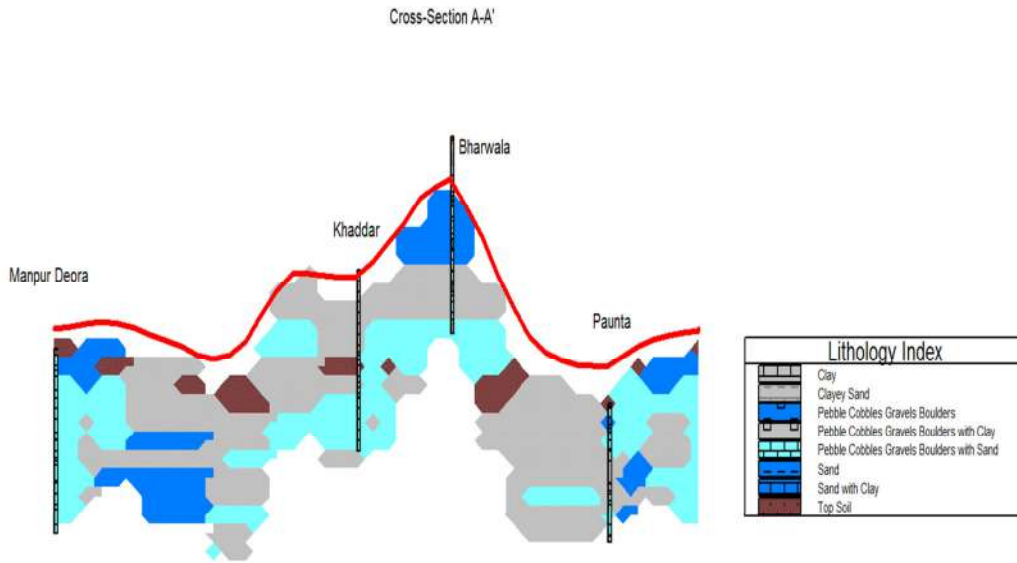 Cross-Section A-A'
Bharwala
Khaddar
Manpur Deora
Paunta
Lithology Index
Clay
Clayey Sand
Pebble Cobbles Gravels Boulders
Pebble Cobbles Gravels Boulders with Clay
Pebble Cobbles Gravels Boulders with Sand
Sand
Sand with Clay
Top Soil